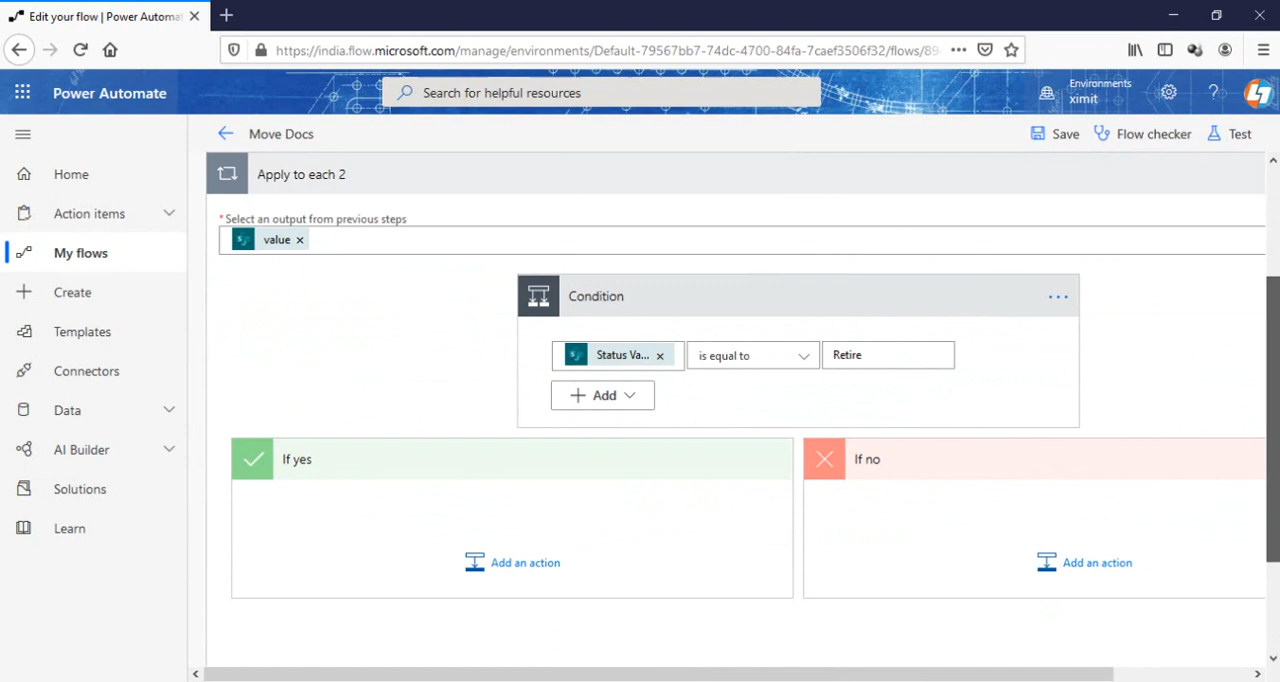 Edit your flow | Power Automa
https://india.flow.microsoft.com/manage/environments/Default-79567bb7-74dc-4700-84fa-7caef3506f32/flows/89
Power Automate
Search for helpful resources
Environments
ximit
Move Docs
Save
Flow checker
Test
Home
Action items
My flows
Create
Templates
Connectors
Data
AI Builder
Solutions
Learn
Apply to each 2
* Select an output from previous steps
value ×
Condition
Status Va... ×
is equal to
Retire
+ Add
If yes
Add an action
If no
Add an action